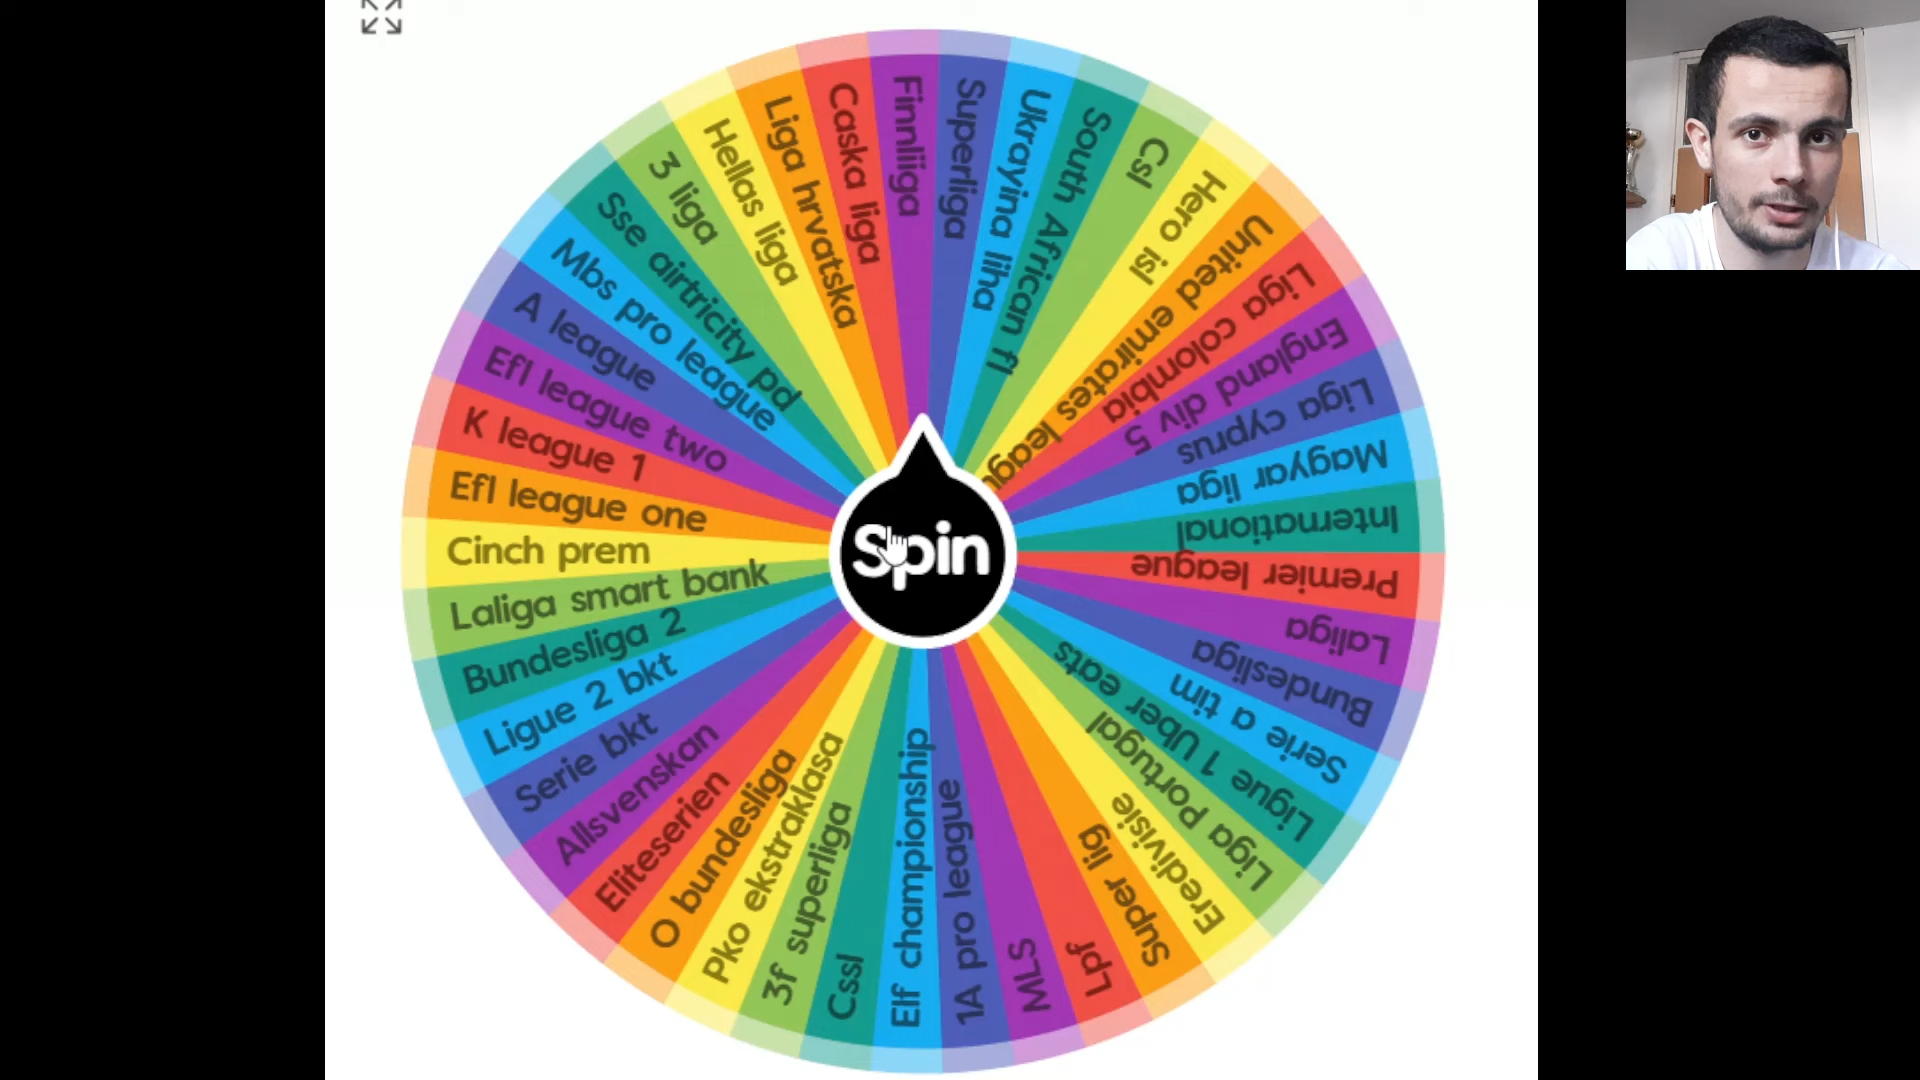 Finnliiga
Superliga
Ukrayina liha
South African fl
Csl
Hero isl
United emirates leagu
Liga colombia
England div 5
Liga cyprus
Magyar liga
International
Premier league
Laliga
Bundesliga
Serie a tim
Ligue 1 Uber eats
Liga Portugal
Eredivisie
Super lig
Lpf
MLS
1A pro league
Elf championship
Cssl
3f superliga
Pko ekstraklasa
O bundesliga
Eliteserien
Allsvenskan
Serie bkt
Ligue 2 bkt
Bundesliga 2
Laliga smart bank
Cinch prem
Efl league one
K league 1
Efl league two
A league
Mbs pro league
Sse airtricity pd
3 liga
Hellas liga
Liga hrvatska
Caska liga
Spin